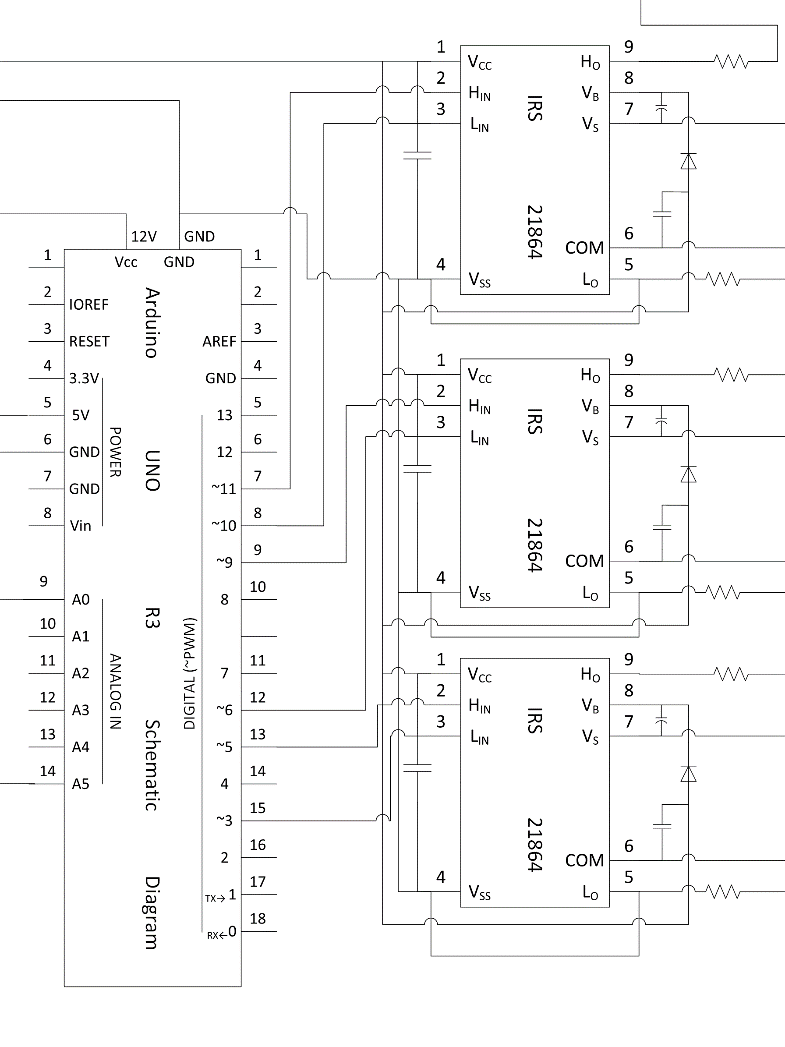 12V GND
Vcc GND
Arduino UNO R3 Schematic Diagram
1 1
2 IOREF 2
3 RESET AREF 3
4 3.3V GND 4
5 5V 13 5
6 GND 12 6
7 GND ~11 7
8 Vin ~10 8
~9 9
9 A0 8 10
10 A1
11 A2 7 11
12 A3 ~6 12
13 A4 ~5 13
14 A5 4 14
~3 15
2 16
TX→1 17
RX←0 18
POWER
ANALOG IN
DIGITAL (~PWM)
1 VCC HO 9
2 HIN VB 8
3 LIN VS 7
IRS 21864
COM 6
4 VSS LO 5
1 VCC HO 9
2 HIN VB 8
3 LIN VS 7
IRS 21864
COM 6
4 VSS LO 5
1 VCC HO 9
2 HIN VB 8
3 LIN VS 7
IRS 21864
COM 6
4 VSS LO 5